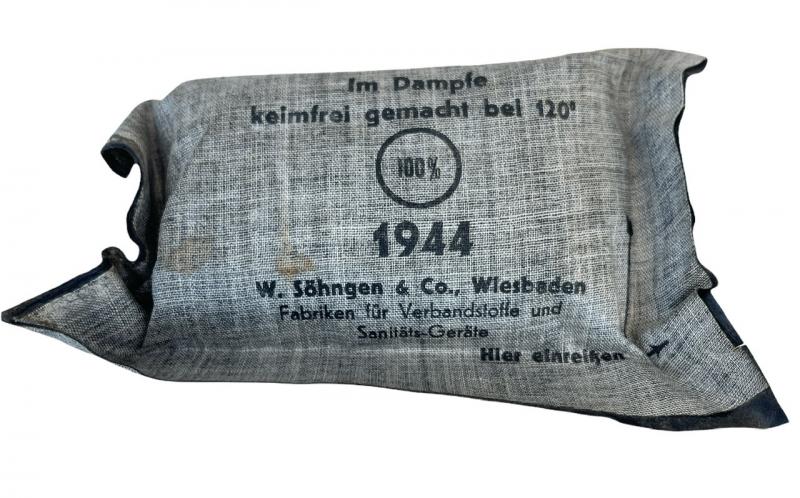 Im Dampfe
keimfrei gemacht bei 120°
100%
1944
W. Söhngen & Co., Wiesbaden
Fabriken für Verbandstoffe und
Sanitäts-Geräte
Hier einreißen